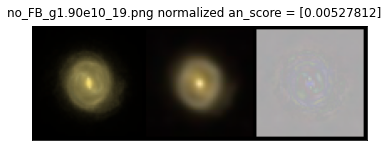 no_FB_g1.90e10_19.png normalized an_score = [0.00527812]